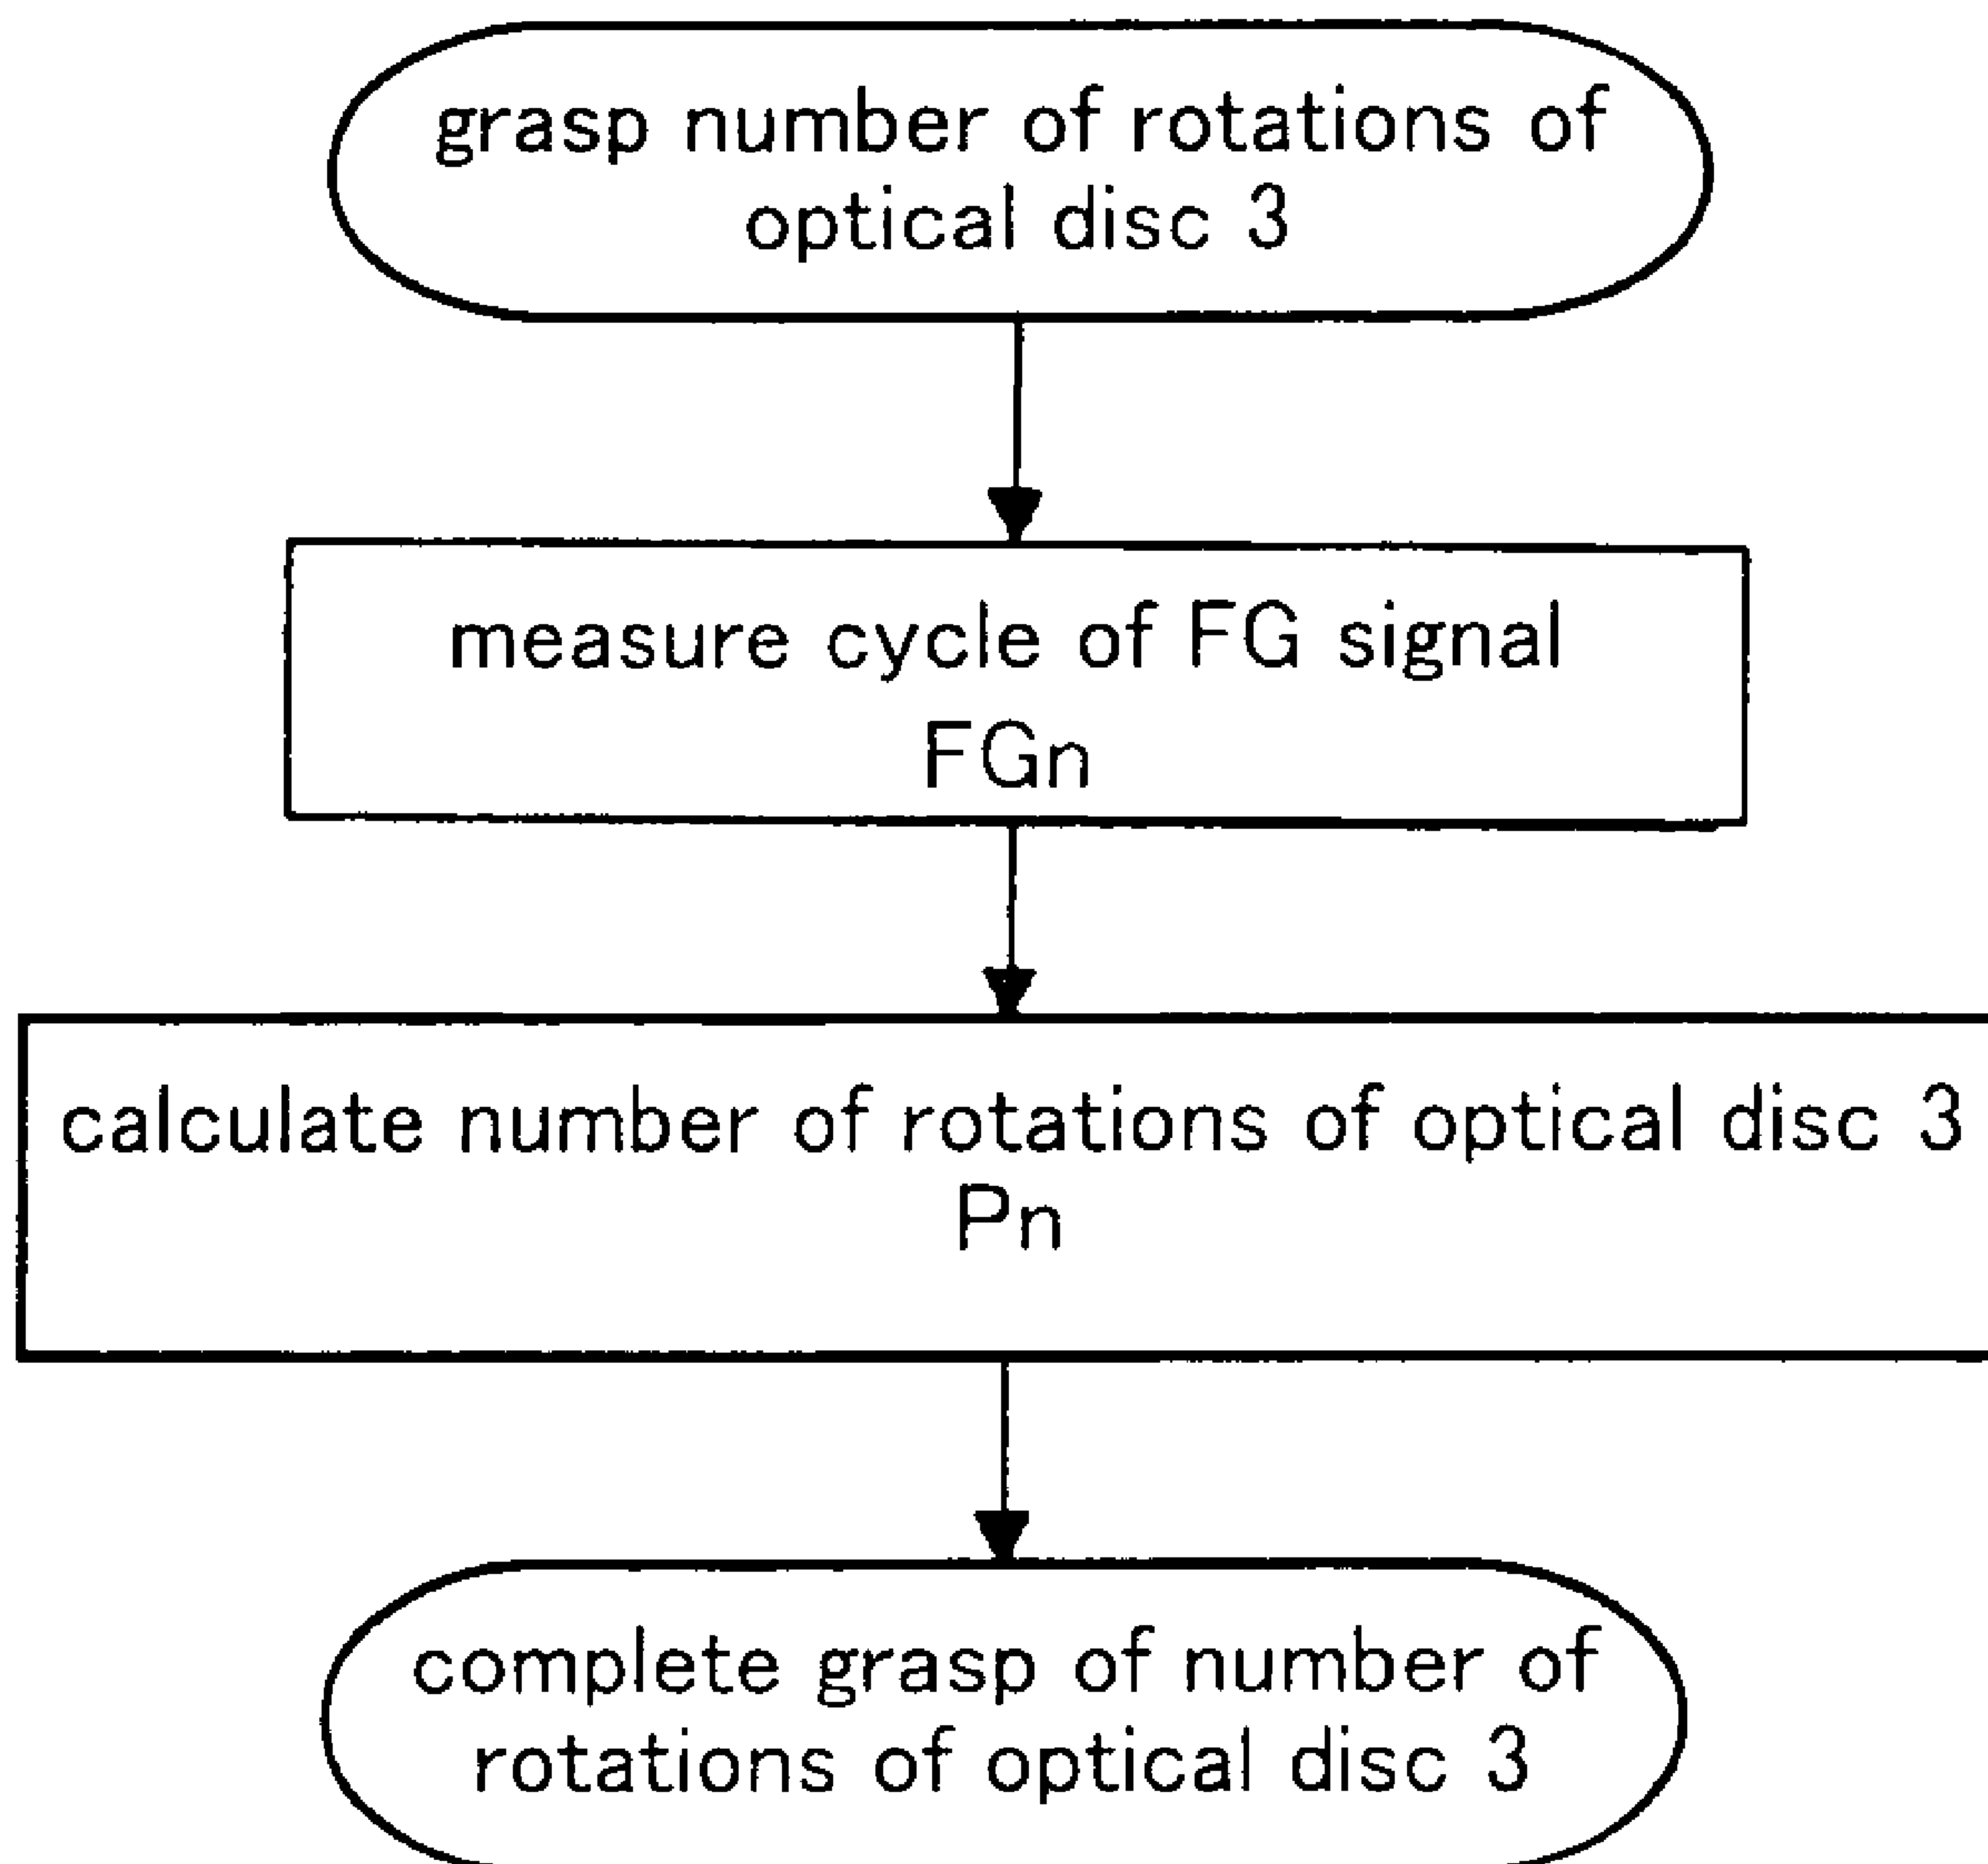 grasp number of rotations of
optical disc 3
measure cycle of FG signal
FGn
calculate number of rotations of optical disc 3
Pn
complete grasp of number of
rotations of optical disc 3